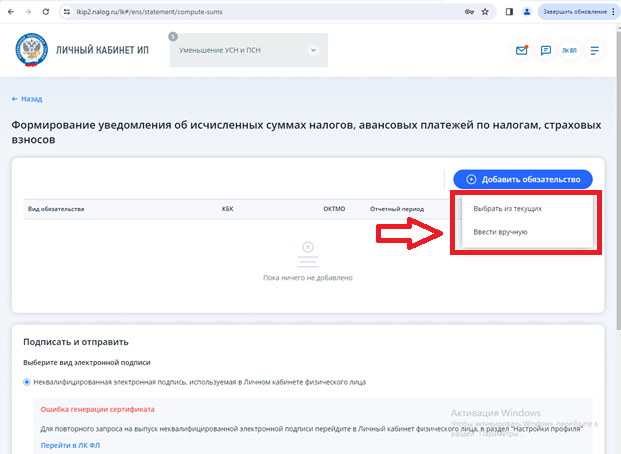 lkip2.nalog.ru/lk#/ens/statement/compute-sums
Завершить обновление
ЛИЧНЫЙ КАБИНЕТ ИП
Уменьшение УСН и ПСН
ЛК ФЛ
← Назад
Формирование уведомления об исчисленных суммах налогов, авансовых платежей по налогам, страховых
взносов
Добавить обязательство
Вид обязательства КБК ОКТМО Отчетный период
Выбрать из текущих
Ввести вручную
Пока ничего не добавлено
Подписать и отправить
Выберите вид электронной подписи
Неквалифицированная электронная подпись, используемая в Личном кабинете физического лица
Ошибка генерации сертификата
Активация Windows
Чтобы активировать Windows, перейдите в
Для повторного запроса на выпуск неквалифицированной электронной подписи перейдите в Личный кабинет физического лица, в раздел "Настройки профиля"
раздел "Параметры".
Перейти в ЛК ФЛ